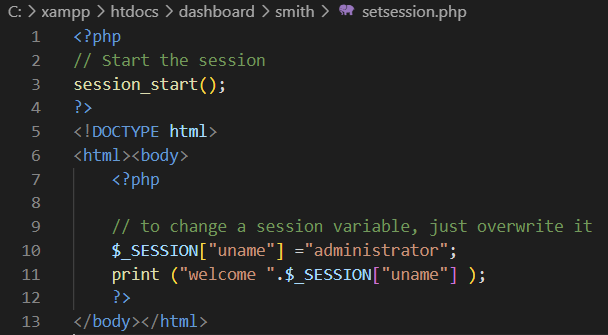 C: > xampp > htdocs > dashboard > smith > setsession.php
1 <?php
2 // Start the session
3 session_start();
4 ?>
5 <!DOCTYPE html>
6 <html><body>
7 <?php
8
9 // to change a session variable, just overwrite it
10 $_SESSION["uname"] ="administrator";
11 print ("welcome ".$_SESSION["uname"] );
12 ?>
13 </body></html>